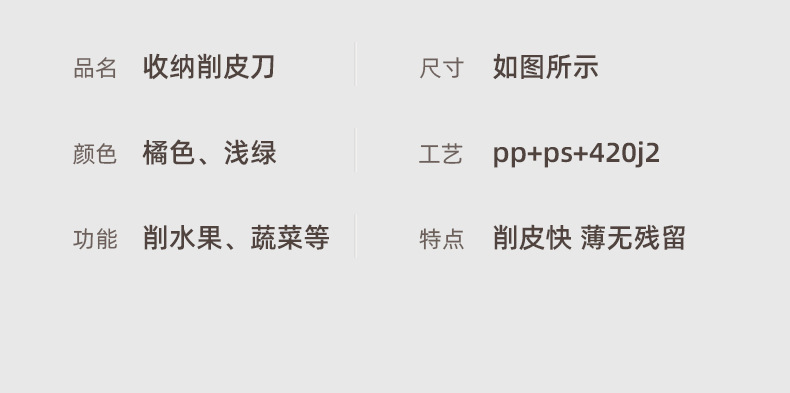 品名 收纳削皮刀 尺寸 如图所示
颜色 橘色、浅绿 工艺 pp+ps+420j2
功能 削水果、蔬菜等 特点 削皮快 薄无残留